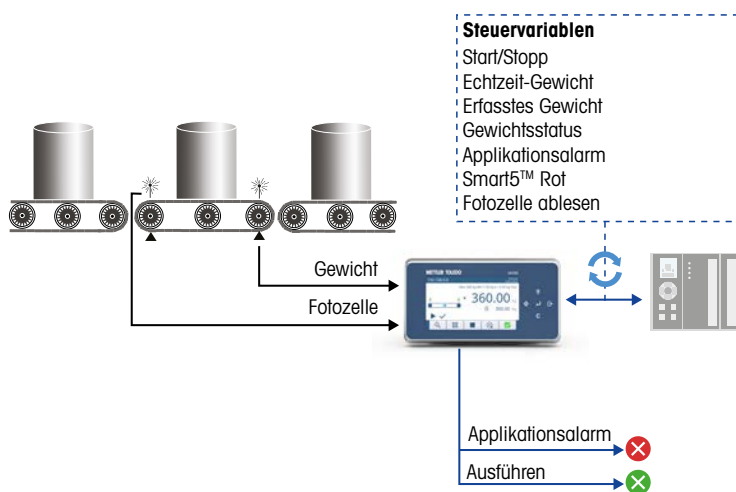 Steuervariablen
Start/Stopp
Echtzeit-Gewicht
Erfasstes Gewicht
Gewichtsstatus
Applikationsalarm
Smart5™ Rot
Fotozelle ablesen
Gewicht
Fotozelle
METTLER TOLEDO
360.00
C
Applikationsalarm
Ausführen